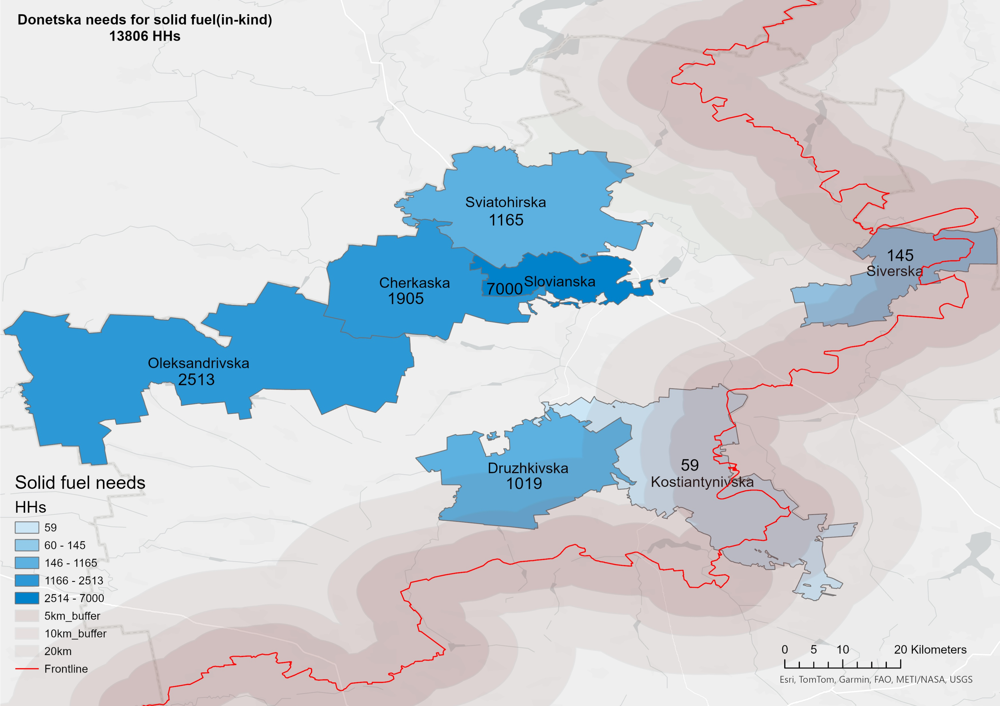 Donetska needs for solid fuel(in-kind)
13806 HHs
Sviatohirska
1165
145
Siverska
Cherkaska
1905
7000
Slovianska
Oleksandrivska
2513
Druzhkivska
1019
59
Kostiantynivska
Solid fuel needs
HHs
59
60 - 145
146 - 1165
1166 - 2513
2514 - 7000
5km_buffer
10km_buffer
20km
Frontline
0 5 10 20 Kilometers
Esri, TomTom, Garmin, FAO, METI/NASA, USGS